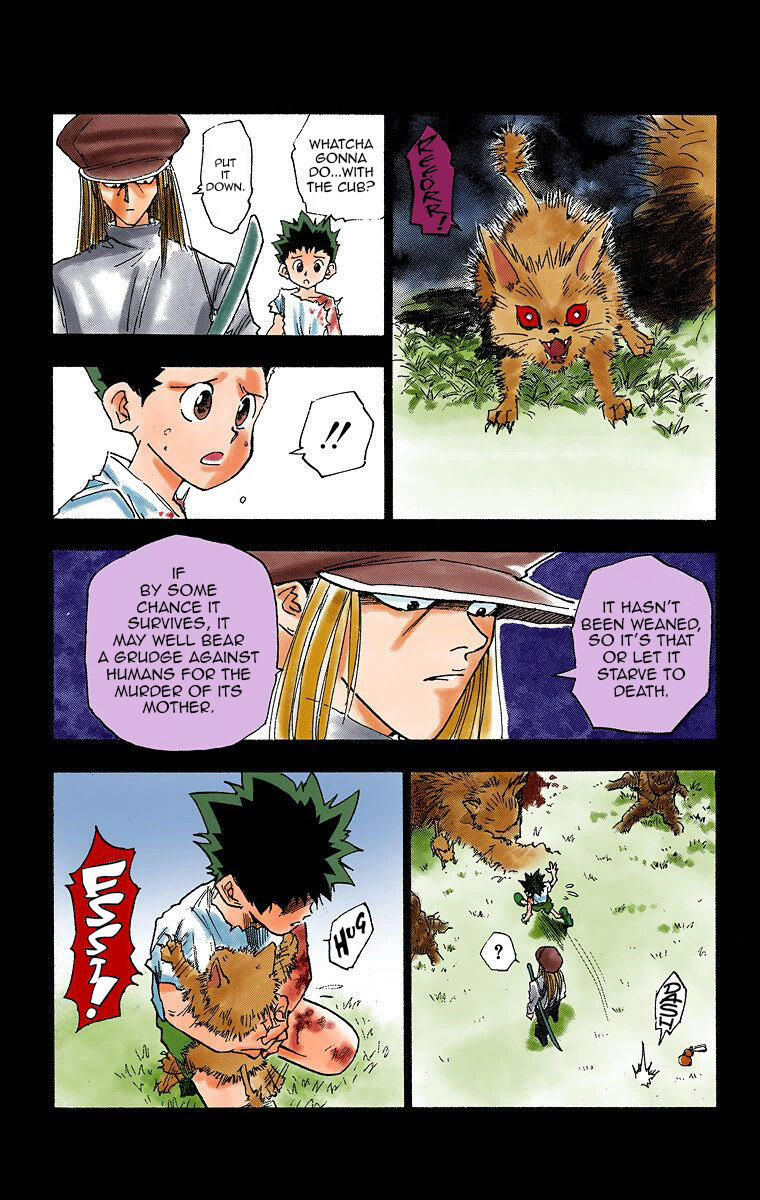 WHATCHA
GONNA
DO...WITH
THE CUB?
PUT
IT
DOWN.
!!
IT HASN'T
BEEN WEANED,
SO IT'S THAT
OR LET IT
STARVE TO
DEATH.
IF
BY SOME
CHANCE IT
SURVIVES, IT
MAY WELL BEAR
A GRUDGE AGAINST
HUMANS FOR THE
MURDER OF ITS
MOTHER.
?
DASH
HUG